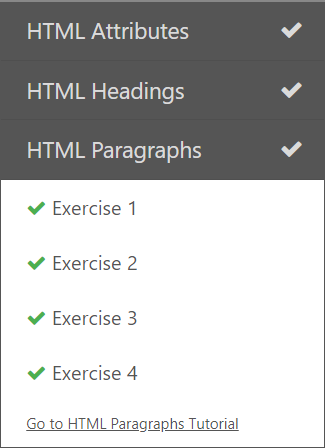 HTML Attributes
HTML Headings
HTML Paragraphs
Exercise 1
Exercise 2
Exercise 3
Exercise 4
Go to HTML Paragraphs Tutorial